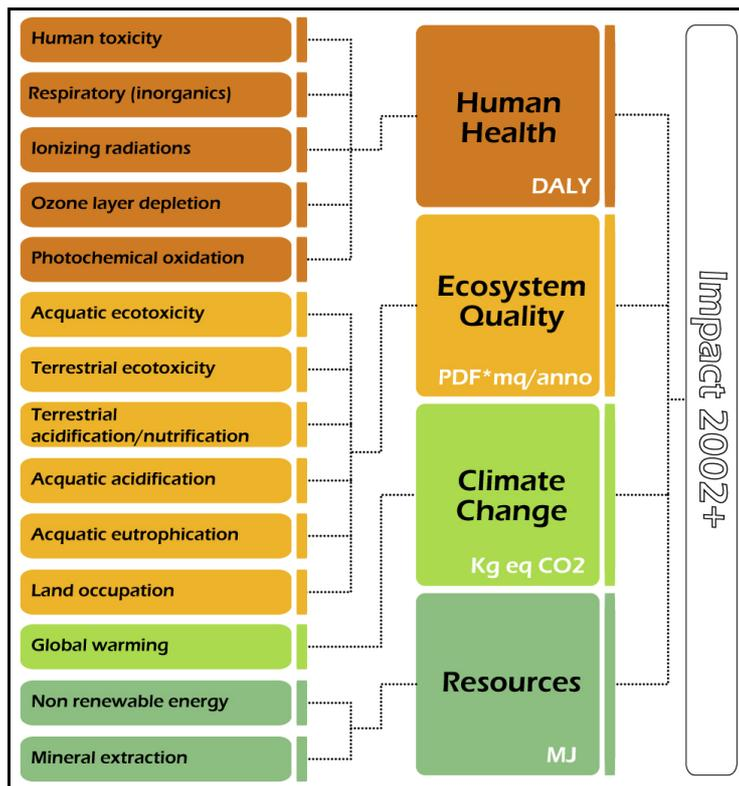 Human toxicity
Respiratory (inorganics)
Ionizing radiations
Ozone layer depletion
Photochemical oxidation
Acquatic ecotoxicity
Terrestrial ecotoxicity
Terrestrial
acidification/nutrification
Acquatic acidification
Acquatic eutrophication
Land occupation
Global warming
Non renewable energy
Mineral extraction
Human
Health
DALY
Ecosystem
Quality
PDF*mq/anno
Climate
Change
Kg eq CO2
Resources
MJ
Impact 2002+